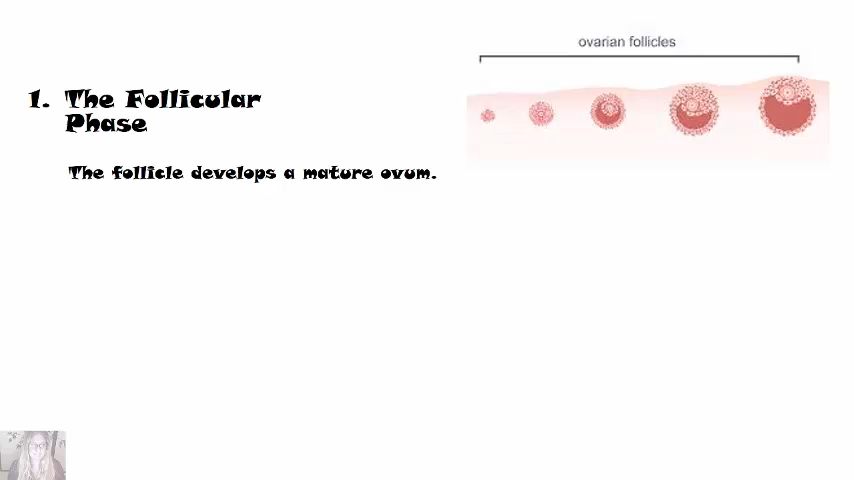 ovarian follicles
1. The Follicular
Phase
The follicle develops a mature ovum.